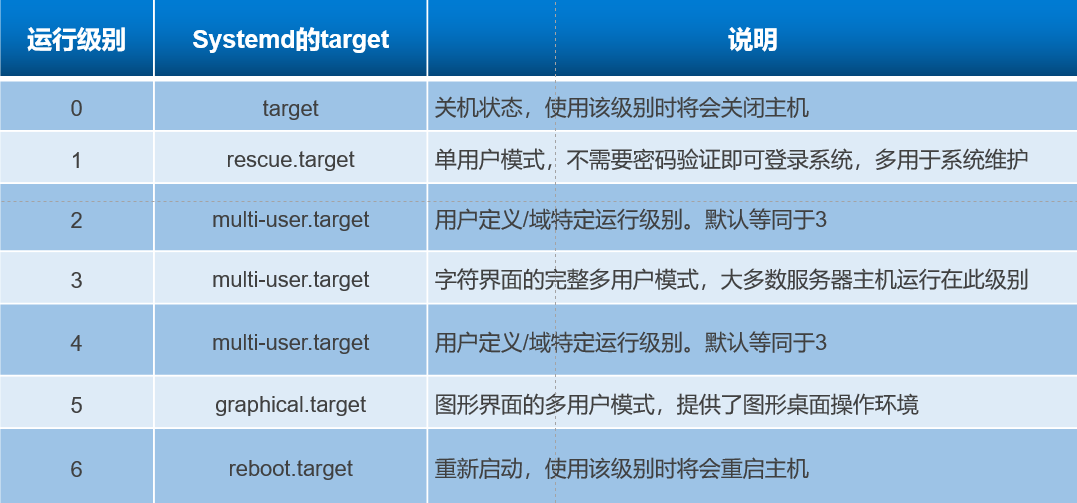 运行级别 Systemd的target 说明
0 target 关机状态，使用该级别时将会关闭主机
1 rescue.target 单用户模式，不需要密码验证即可登录系统，多用于系统维护
2 multi-user.target 用户定义/域特定运行级别。默认等同于3
3 multi-user.target 字符界面的完整多用户模式，大多数服务器主机运行在此级别
4 multi-user.target 用户定义/域特定运行级别。默认等同于3
5 graphical.target 图形界面的多用户模式，提供了图形桌面操作环境
6 reboot.target 重新启动，使用该级别时将会重启主机